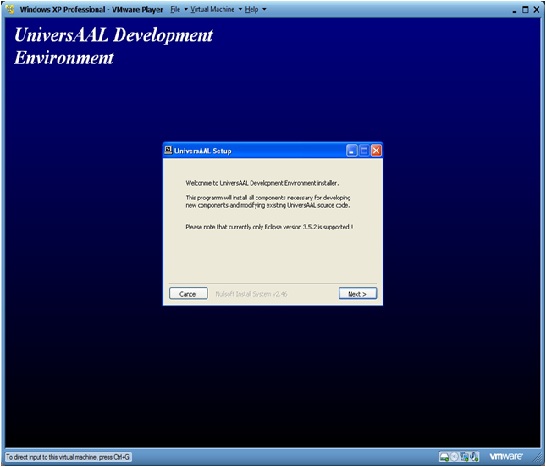 Windows XP Professional - VMware Player File Virtual Machine Help
UniversAAL Development
Environment
UniversAAL Setup
Welcome to UniversAAL Development Environment installer.
This program will install all components necessary for developing
new components and modifying existing UniversAAL source code.
Please note that currently only Eclipse version 3.5.2 is supported !
Cancel
Nullsoft Install System v2.46
Next >
To direct input to this virtual machine, press Ctrl+G.
vmware